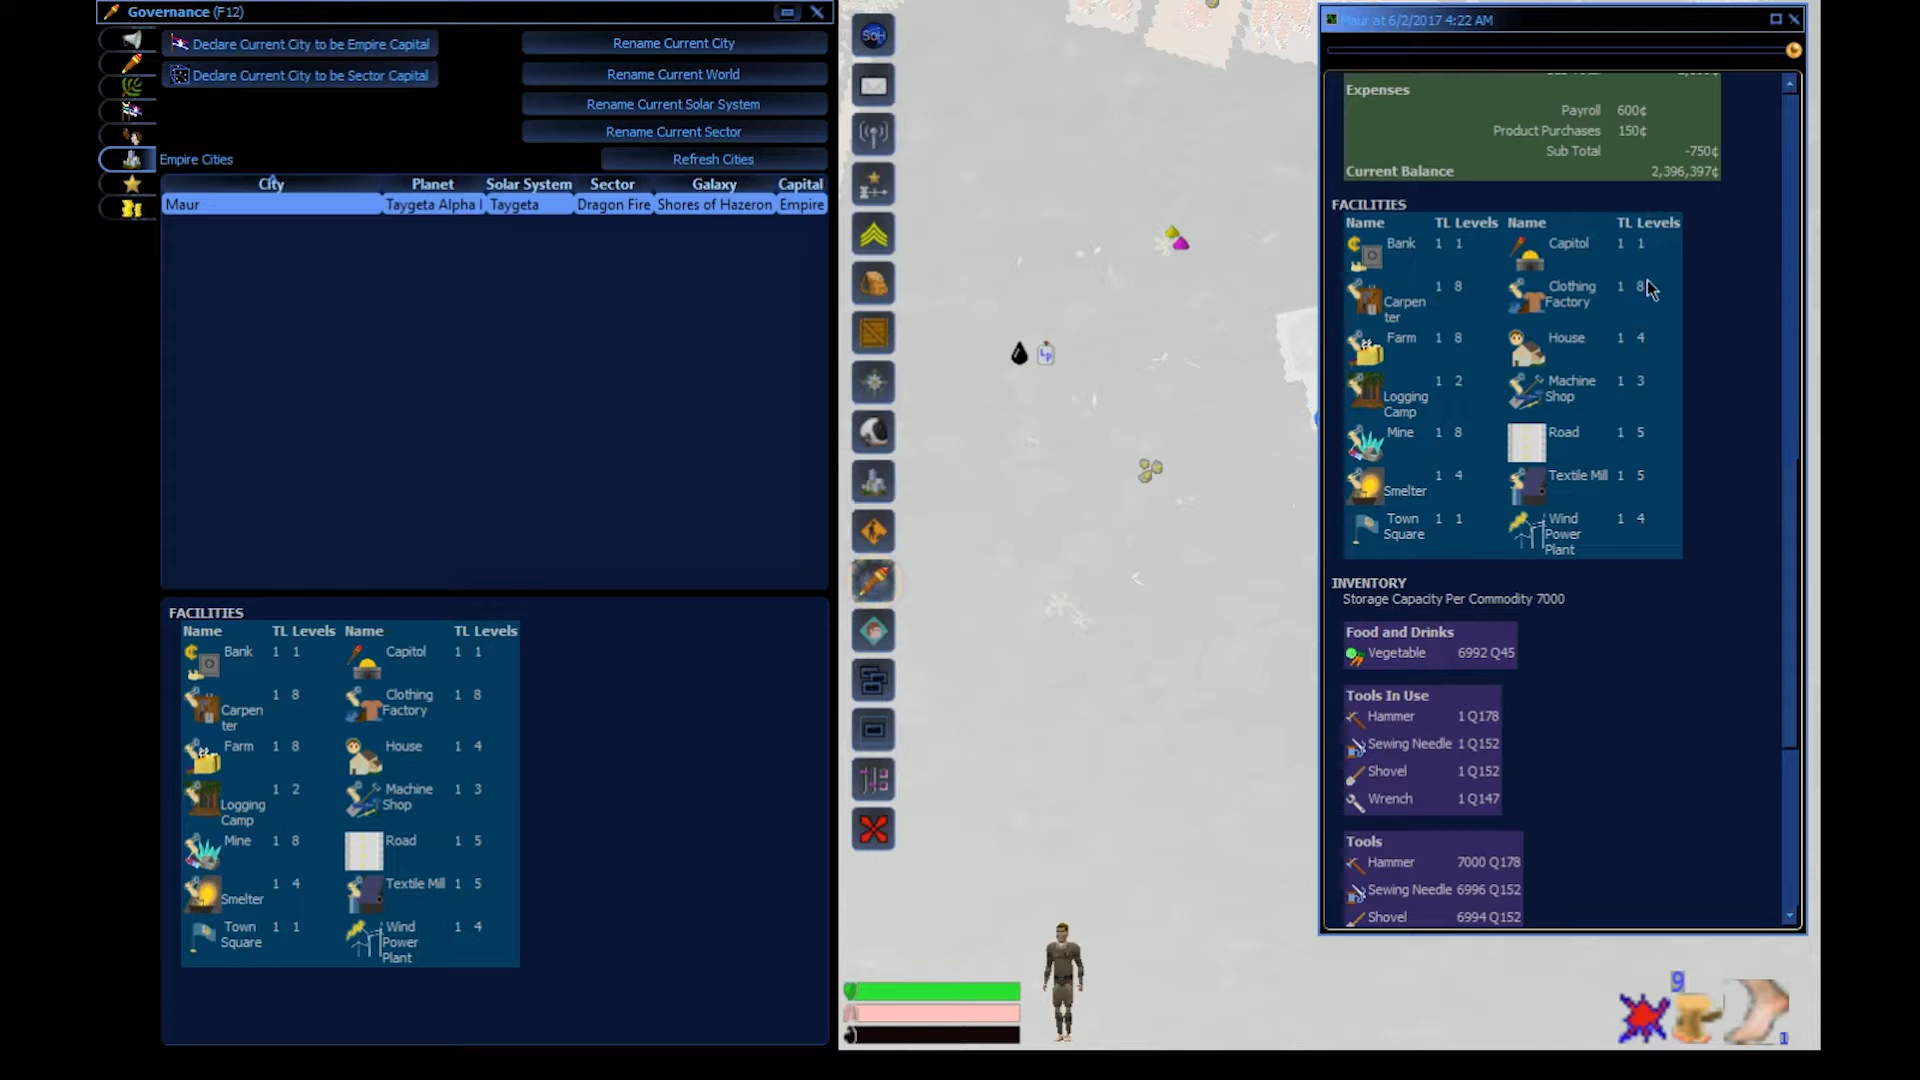 Governance (F12)
Declare Current City to be Empire Capital
Declare Current City to be Sector Capital
Rename Current City
Rename Current World
Rename Current Solar System
Rename Current Sector
Empire Cities
Refresh Cities
City Planet Solar System Sector Galaxy Capital
Maur Taygeta Alpha I Taygeta Dragon Fire Shores of Hazeron Empire
FACILITIES
Name TL Levels Name TL Levels
Bank 1 1 Capitol 1 1
Carpen
ter 1 8 Clothing
Factory 1 8
Farm 1 8 House 1 4
Logging
Camp 1 2 Machine
Shop 1 3
Mine 1 8 Road 1 5
Smelter 1 4 Textile Mill 1 5
Town
Square 1 1 Wind
Power
Plant 1 4
SoH
Maur at 6/2/2017 4:22 AM
Expenses
Payroll 600¢
Product Purchases 150¢
Sub Total -750¢
Current Balance 2,396,397¢
FACILITIES
Name TL Levels Name TL Levels
Bank 1 1 Capitol 1 1
Carpen
ter 1 8 Clothing
Factory 1 8
Farm 1 8 House 1 4
Logging
Camp 1 2 Machine
Shop 1 3
Mine 1 8 Road 1 5
Smelter 1 4 Textile Mill 1 5
Town
Square 1 1 Wind
Power
Plant 1 4
INVENTORY
Storage Capacity Per Commodity 7000
Food and Drinks
Vegetable 6992 Q45
Tools In Use
Hammer 1 Q178
Sewing Needle 1 Q152
Shovel 1 Q152
Wrench 1 Q147
Tools
Hammer 7000 Q178
Sewing Needle 6996 Q152
Shovel 6994 Q152
9
1